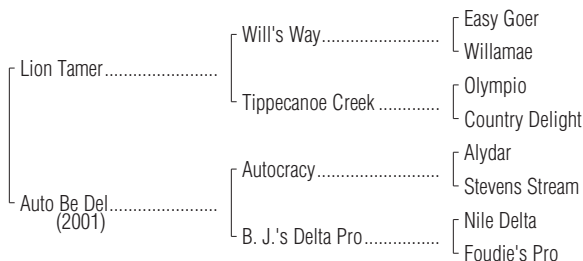 Easy Goer
Will's Way
Willamae
Lion Tamer
Olympio
Tippecanoe Creek
Country Delight
Alydar
Autocracy
Stevens Stream
Auto Be Del
(2001)
Nile Delta
B. J.'s Delta Pro
Foudie's Pro